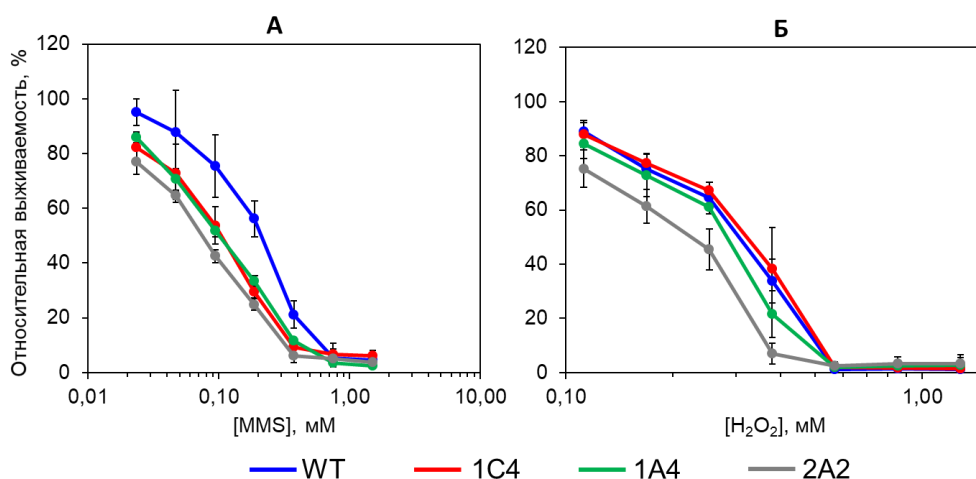 А
Б
Относительная выживаемость, %
120
100
80
60
40
20
0
0,01
0,10
1,00
10,00
[MMS], мМ
120
100
80
60
40
20
0
0,10
1,00
[H₂O₂], мМ
WT
1C4
1A4
2A2